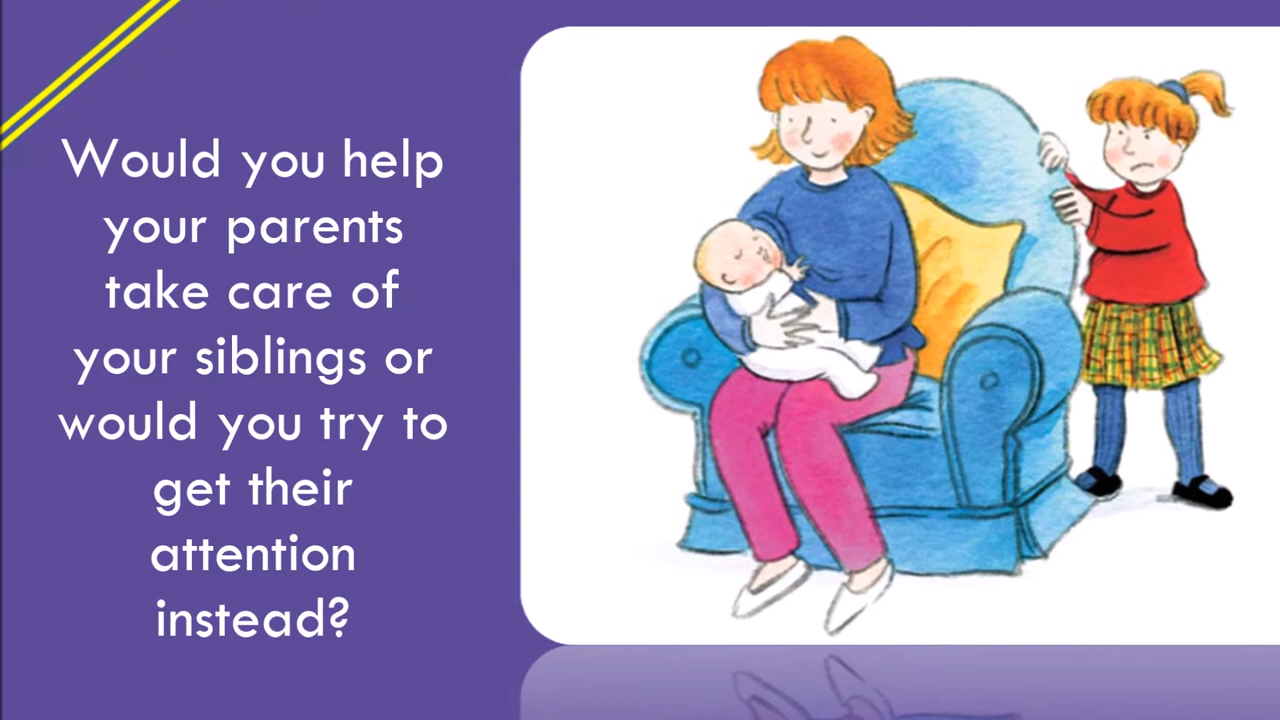 Would you help
your parents
take care of
your siblings or
would you try to
get their
attention
instead?